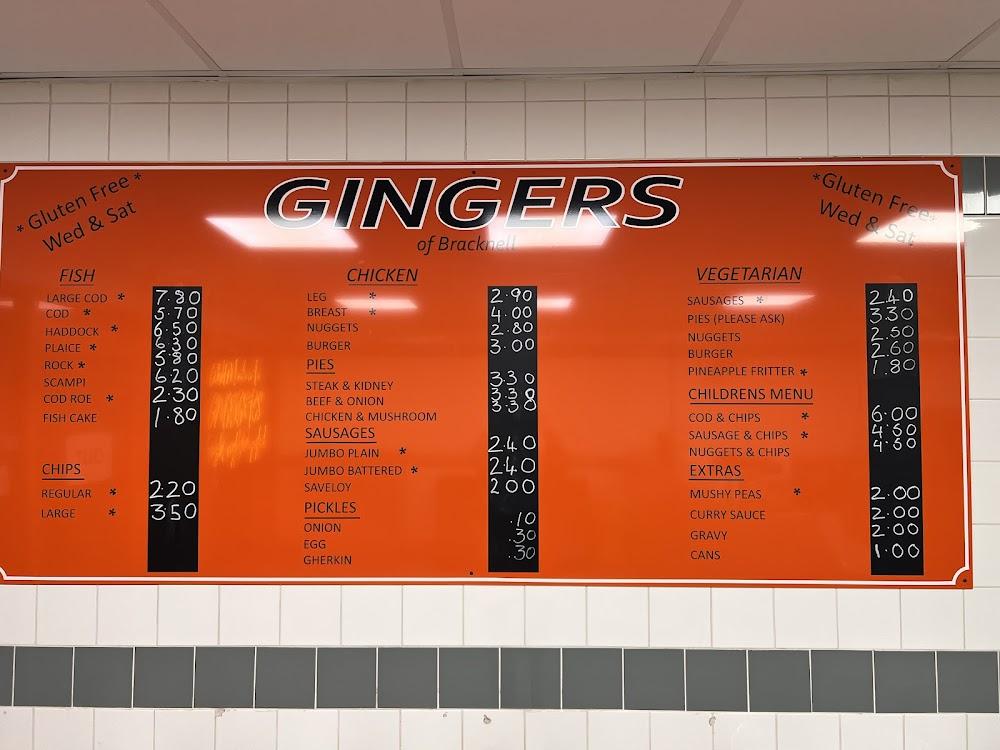 *Gluten Free*
Wed & Sat
GINGERS
of Bracknell
*Gluten Free*
Wed & Sat
FISH
LARGE COD * 7.80
COD * 5.70
HADDOCK * 6.50
PLAICE * 6.30
ROCK * 5.80
SCAMPI 6.20
COD ROE * 2.30
FISH CAKE 1.80
CHIPS
REGULAR * 2.20
LARGE * 3.50
CHICKEN
LEG * 2.90
BREAST * 4.00
NUGGETS 2.80
BURGER 3.00
PIES
STEAK & KIDNEY 3.30
BEEF & ONION
CHICKEN & MUSHROOM
SAUSAGES
JUMBO PLAIN * 2.40
JUMBO BATTERED * 2.40
SAVELOY 2.00
PICKLES
ONION .10
EGG .30
GHERKIN .30
VEGETARIAN
SAUSAGES * 2.40
PIES (PLEASE ASK) 3.30
NUGGETS 2.50
BURGER 2.60
PINEAPPLE FRITTER * 1.80
CHILDRENS MENU
COD & CHIPS * 6.00
SAUSAGE & CHIPS * 4.50
NUGGETS & CHIPS 4.50
EXTRAS
MUSHY PEAS * 2.00
CURRY SAUCE 2.00
GRAVY 2.00
CANS 1.00